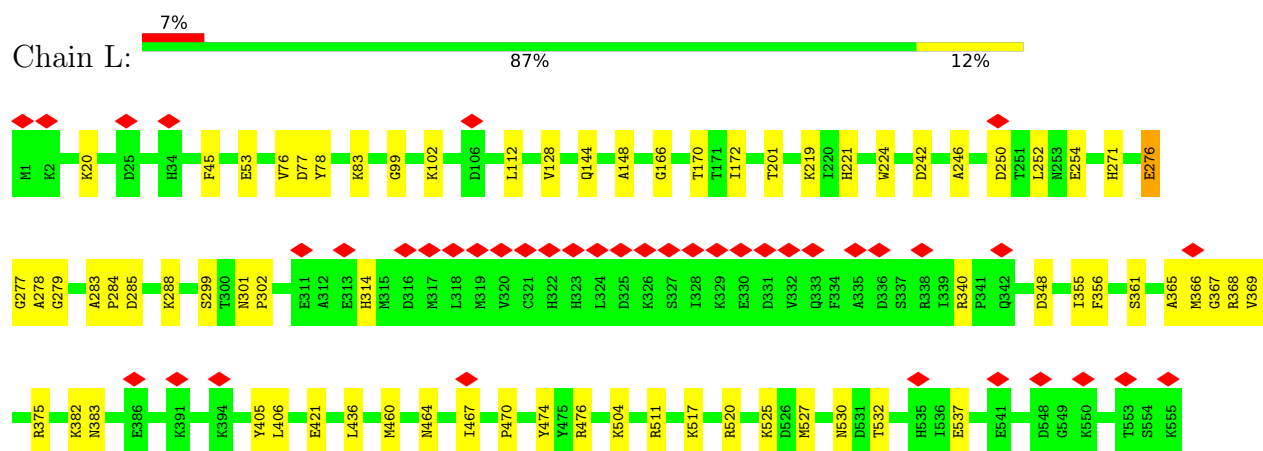 7%
Chain L:
87%
12%
M1 K2 K20 D25 H34 F45 E53 V76 D77 Y78 K83 G99 K102 D106 L112 V128 Q144 A148 G166 T170 T171 I172 T201 K219 I220 H221 W224 D242 A246 D250 T251 L252 N253 E254 H271 E276
G277 A278 G279 A283 P284 D285 K288 S299 T300 N301 P302 E311 A312 E313 H314 M315 D316 M317 L318 M319 V320 C321 H322 H323 L324 D325 K326 S327 I328 K329 E330 D331 V332 Q333 F334 A335 D336 S337 R338 I339 R340 P341 Q342 D348 I355 F356 S361 A365 M366 G367 R368 V369
R375 K382 N383 E386 K391 K394 Y405 L406 E421 L436 M460 N464 I467 P470 Y474 Y475 R476 K504 R511 K517 R520 K525 D526 M527 N530 D531 T532 H535 I536 E537 E541 D548 G549 K550 T553 S554 K555